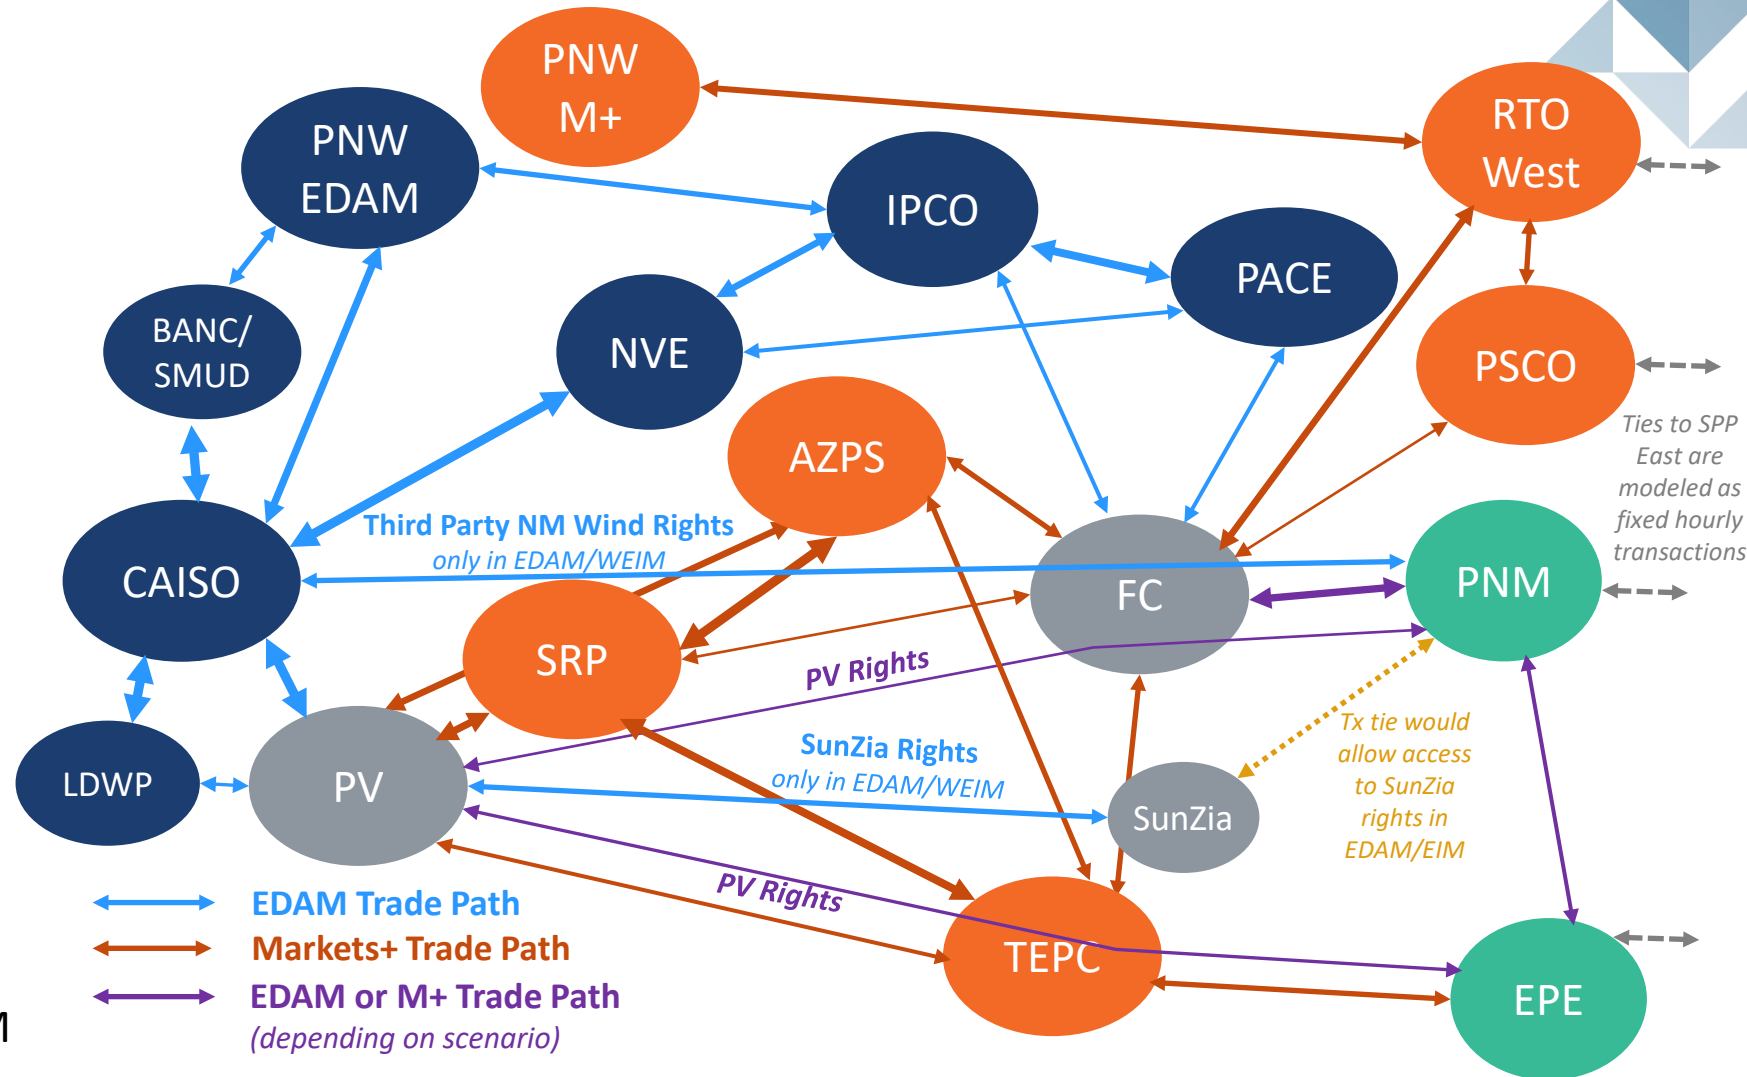 PNW
M+
PNW
EDAM
RTO
West
IPCO
PACE
BANC/
SMUD
NVE
PSCO
AZPS
Ties to SPP
East are
modeled as
fixed hourly
transactions
Third Party NM Wind Rights
only in EDAM/WEIM
CAISO
FC
PNM
SRP
PV Rights
Tx tie would
allow access
to SunZia
rights in
EDAM/EIM
SunZia Rights
only in EDAM/WEIM
LDWP
PV
SunZia
PV Rights
EDAM Trade Path
Markets+ Trade Path
TEPC
EDAM or M+ Trade Path
(depending on scenario)
EPE
M